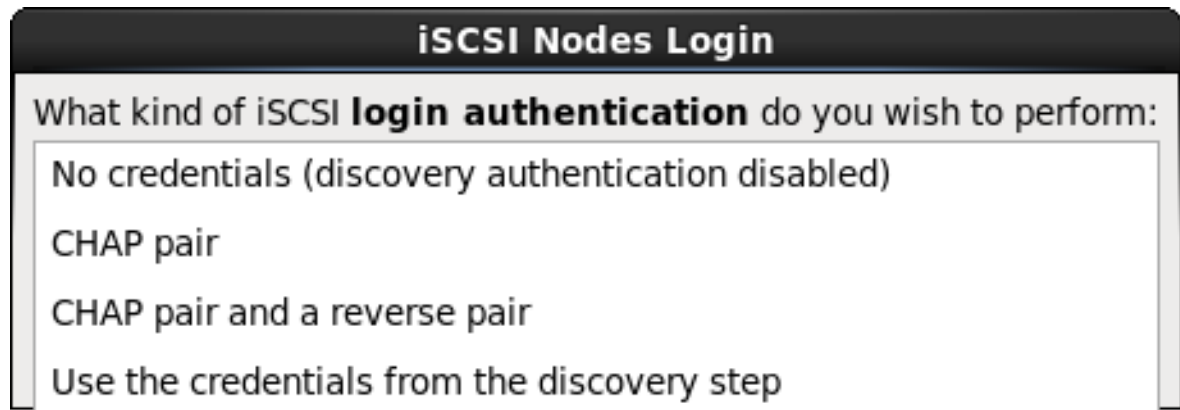 iSCSI Nodes Login
What kind of iSCSI login authentication do you wish to perform:
No credentials (discovery authentication disabled)
CHAP pair
CHAP pair and a reverse pair
Use the credentials from the discovery step